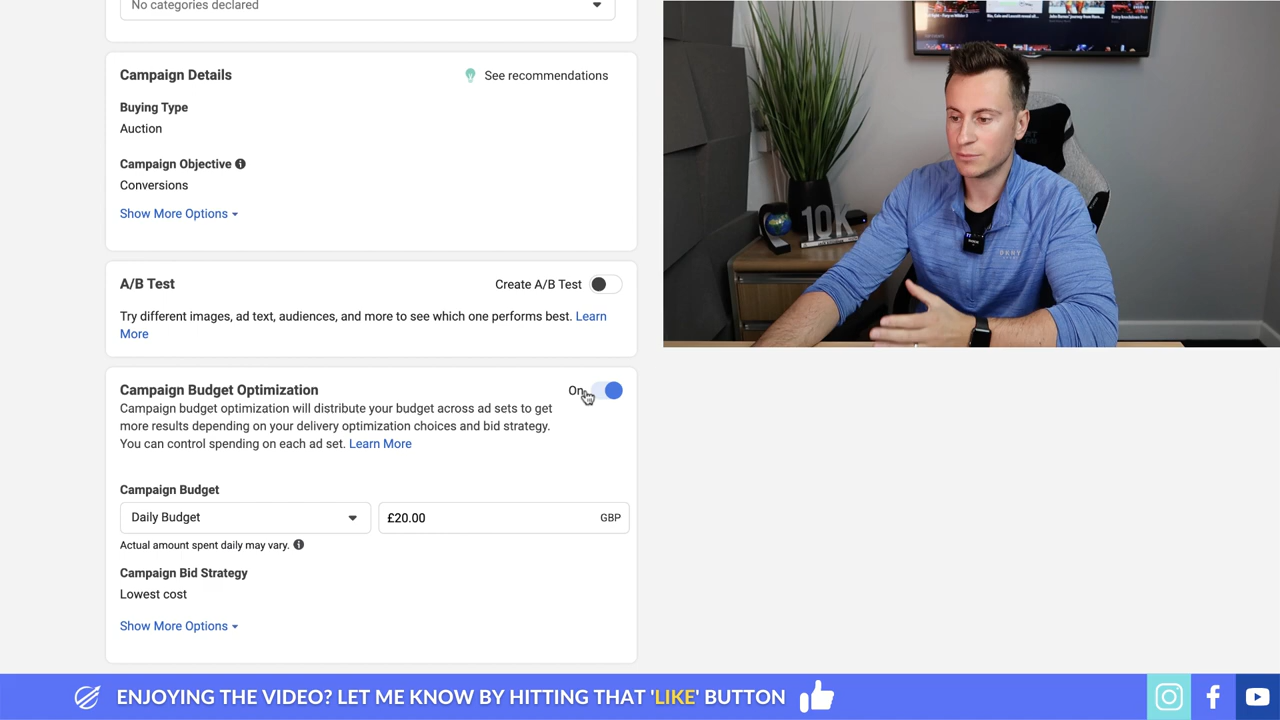 No categories declared
Campaign Details
See recommendations
Buying Type
Auction
Campaign Objective
Conversions
Show More Options
A/B Test
Create A/B Test
Try different images, ad text, audiences, and more to see which one performs best. Learn
More
Campaign Budget Optimization
On
Campaign budget optimization will distribute your budget across ad sets to get
more results depending on your delivery optimization choices and bid strategy.
You can control spending on each ad set. Learn More
Campaign Budget
Daily Budget
£20.00
GBP
Actual amount spent daily may vary.
Campaign Bid Strategy
Lowest cost
Show More Options
10K
DKNY
ENJOYING THE VIDEO? LET ME KNOW BY HITTING THAT 'LIKE' BUTTON